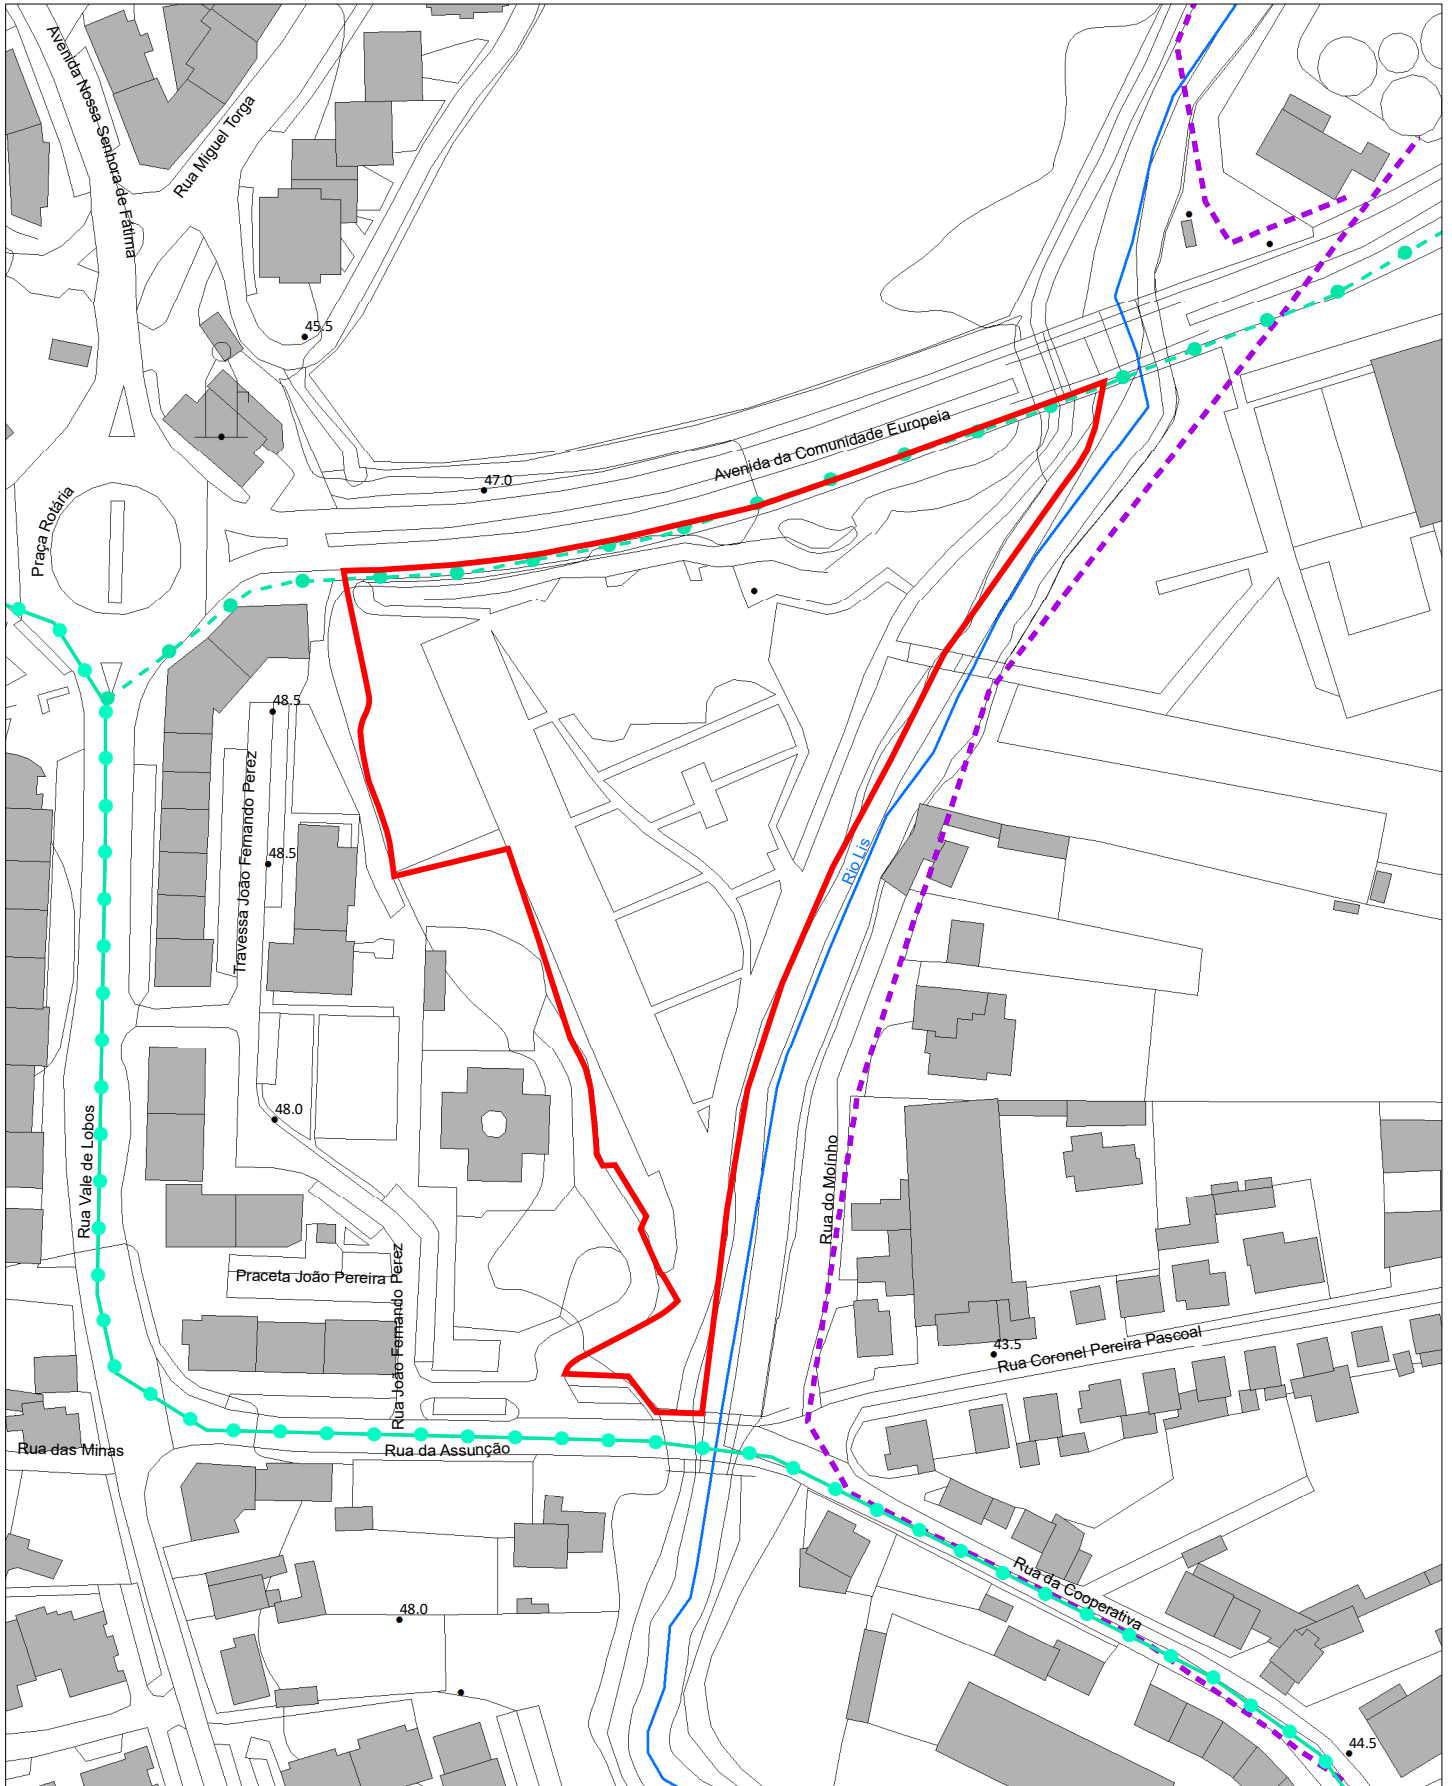 Avenida Nossa Senhora de Fátima
Rua Miguel Torga
45.5
Avenida da Comunidade Europeia
47.0
Praça Rotária
48.5
Travessa João Fernando Perez
48.5
Rio Lis
48.0
Rua Vale de Lobos
Rua do Moínho
Praceta João Pereira
Rua João Fernando Perez
43.5
Rua Coronel Pereira Pascoal
Rua das Minas
Rua da Assunção
Rua da Cooperativa
48.0
44.5